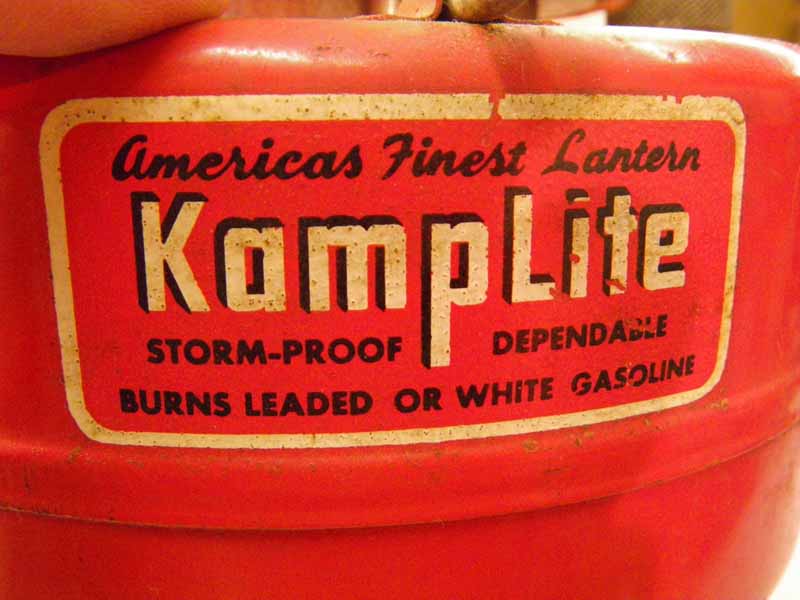 Americas Finest Lantern
KampLite
STORM-PROOF DEPENDABLE
BURNS LEADED OR WHITE GASOLINE